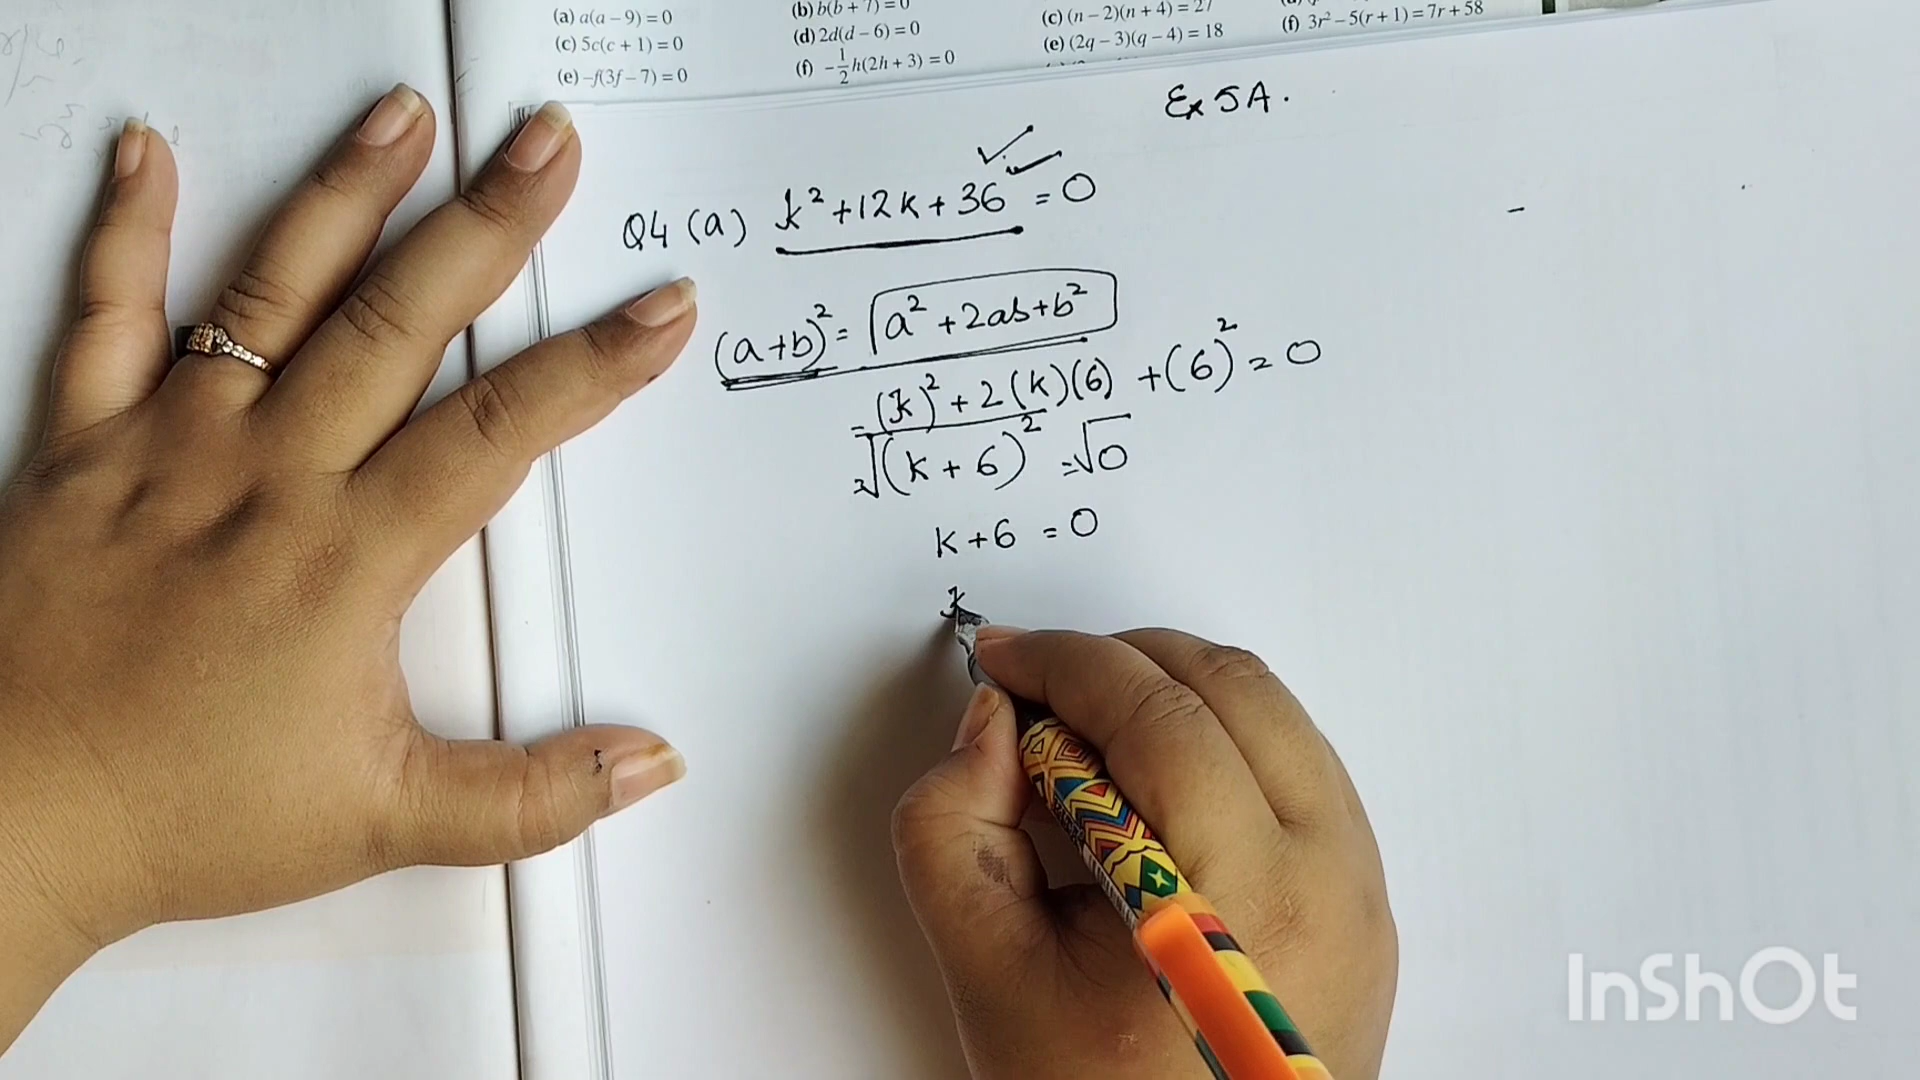 (a) a(a – 9) = 0
(b) b(b + 7) = 0
(c) (n – 2)(n + 4) = 27
(f) 3r² – 5(r + 1) = 7r + 58
(c) 5c(c + 1) = 0
(d) 2d(d – 6) = 0
(e) (2q – 3)(q – 4) = 18
(e) –f(3f – 7) = 0
(f) –1/2 h(2h + 3) = 0
Ex 5A.
Q4 (a) k² + 12k + 36 = 0
(a+b)² = a² + 2ab + b²
= (k)² + 2(k)(6) + (6)² = 0
²√(k + 6)² = √0
k + 6 = 0
k
InShOt